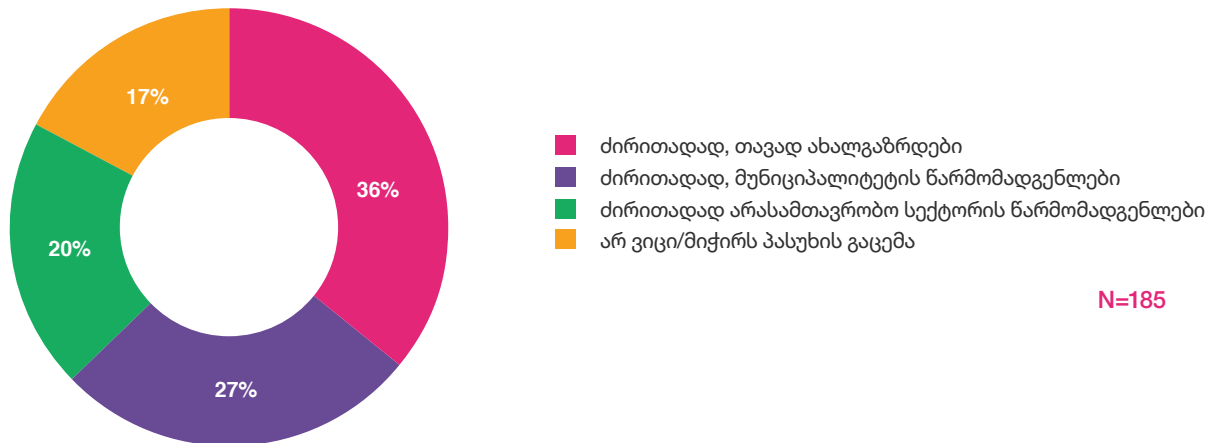 17%
36%
20%
27%
ძირითადად, თავად ახალგაზრდები
ძირითადად, მუნიციპალიტეტის წარმომადგენლები
ძირითადად არასამთავრობო სექტორის წარმომადგენლები
არ ვიცი/მიჭირს პასუხის გაცემა
N=185